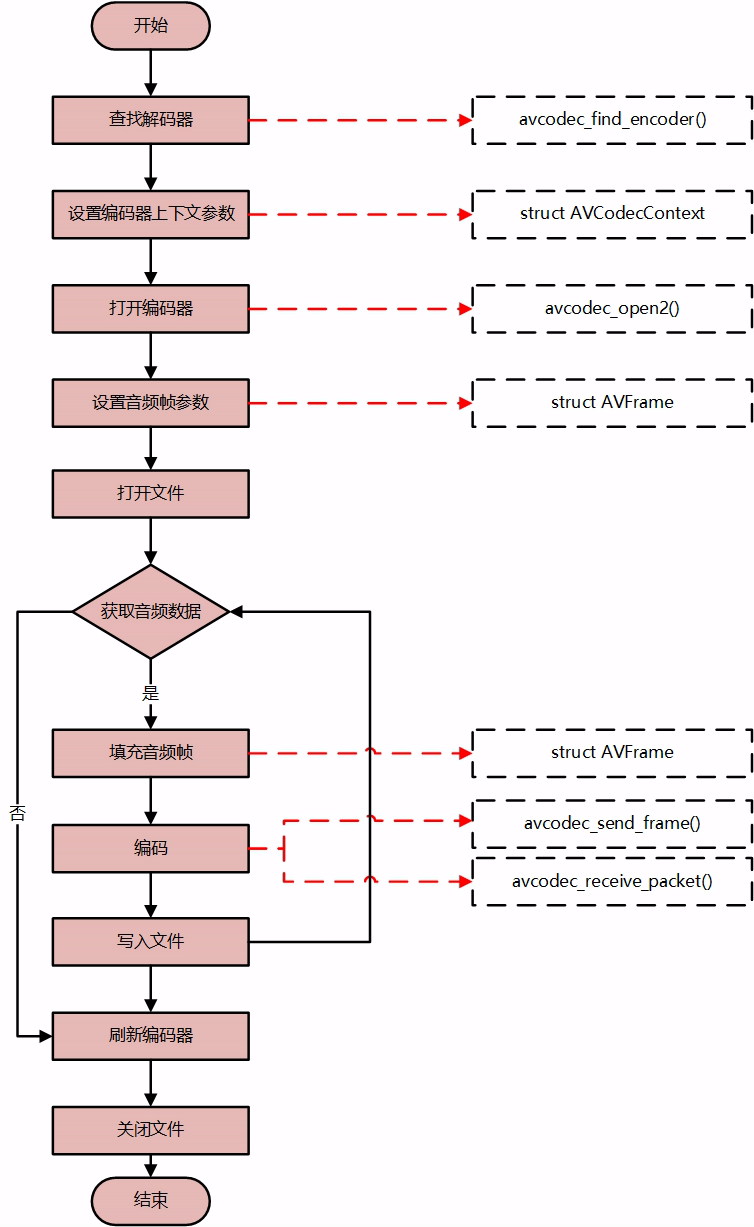 开始
查找解码器
avcodec_find_encoder()
设置编码器上下文参数
struct AVCodecContext
打开编码器
avcodec_open2()
设置音频帧参数
struct AVFrame
打开文件
获取音频数据
是
填充音频帧
struct AVFrame
否
编码
avcodec_send_frame()
avcodec_receive_packet()
写入文件
刷新编码器
关闭文件
结束